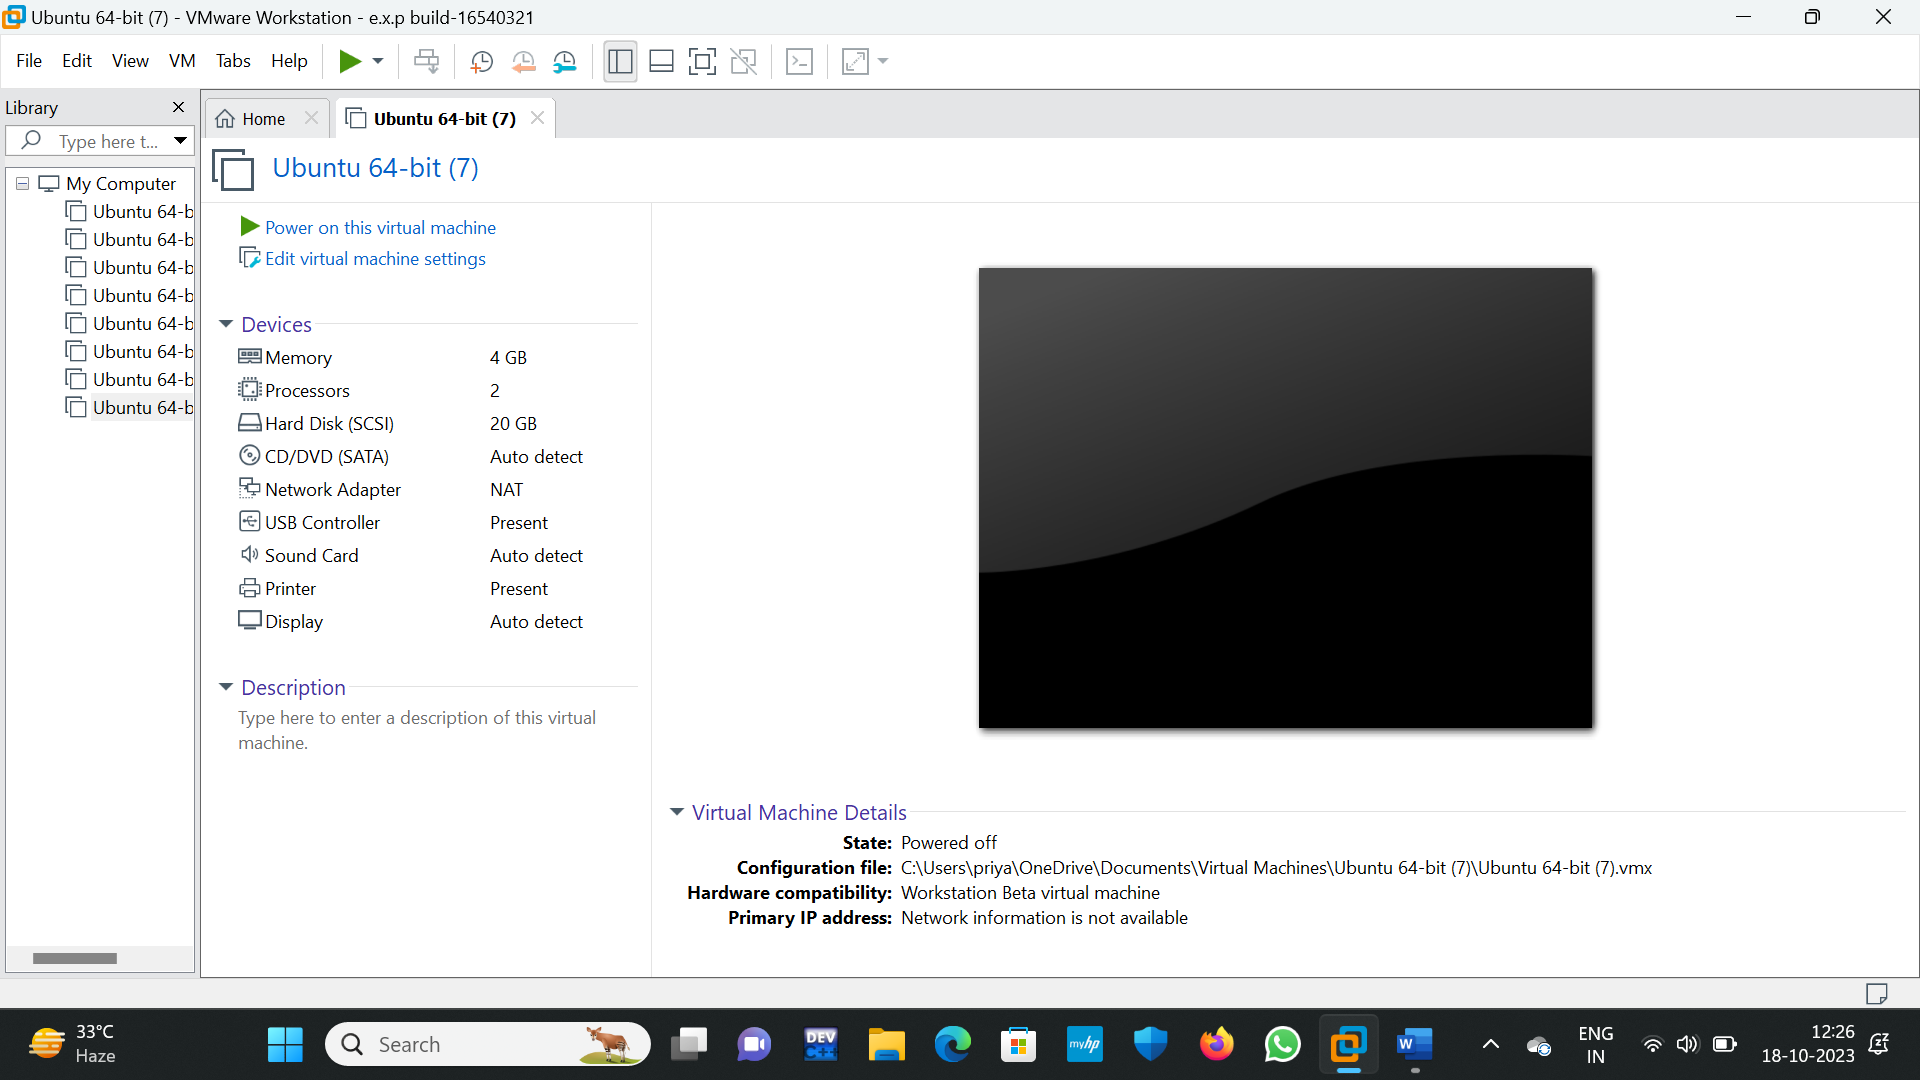 Ubuntu 64-bit (7) - VMware Workstation - e.x.p build-16540321
File Edit View VM Tabs Help
Library
Type here t...
My Computer
Ubuntu 64-b
Ubuntu 64-b
Ubuntu 64-b
Ubuntu 64-b
Ubuntu 64-b
Ubuntu 64-b
Ubuntu 64-b
Ubuntu 64-b
Home
Ubuntu 64-bit (7)
Ubuntu 64-bit (7)
Power on this virtual machine
Edit virtual machine settings
Devices
Memory 4 GB
Processors 2
Hard Disk (SCSI) 20 GB
CD/DVD (SATA) Auto detect
Network Adapter NAT
USB Controller Present
Sound Card Auto detect
Printer Present
Display Auto detect
Description
Type here to enter a description of this virtual
machine.
Virtual Machine Details
State: Powered off
Configuration file: C:\Users\priya\OneDrive\Documents\Virtual Machines\Ubuntu 64-bit (7)\Ubuntu 64-bit (7).vmx
Hardware compatibility: Workstation Beta virtual machine
Primary IP address: Network information is not available
33°C
Haze
Search
DEV
C++
myhp
W
ENG
IN
12:26
18-10-2023